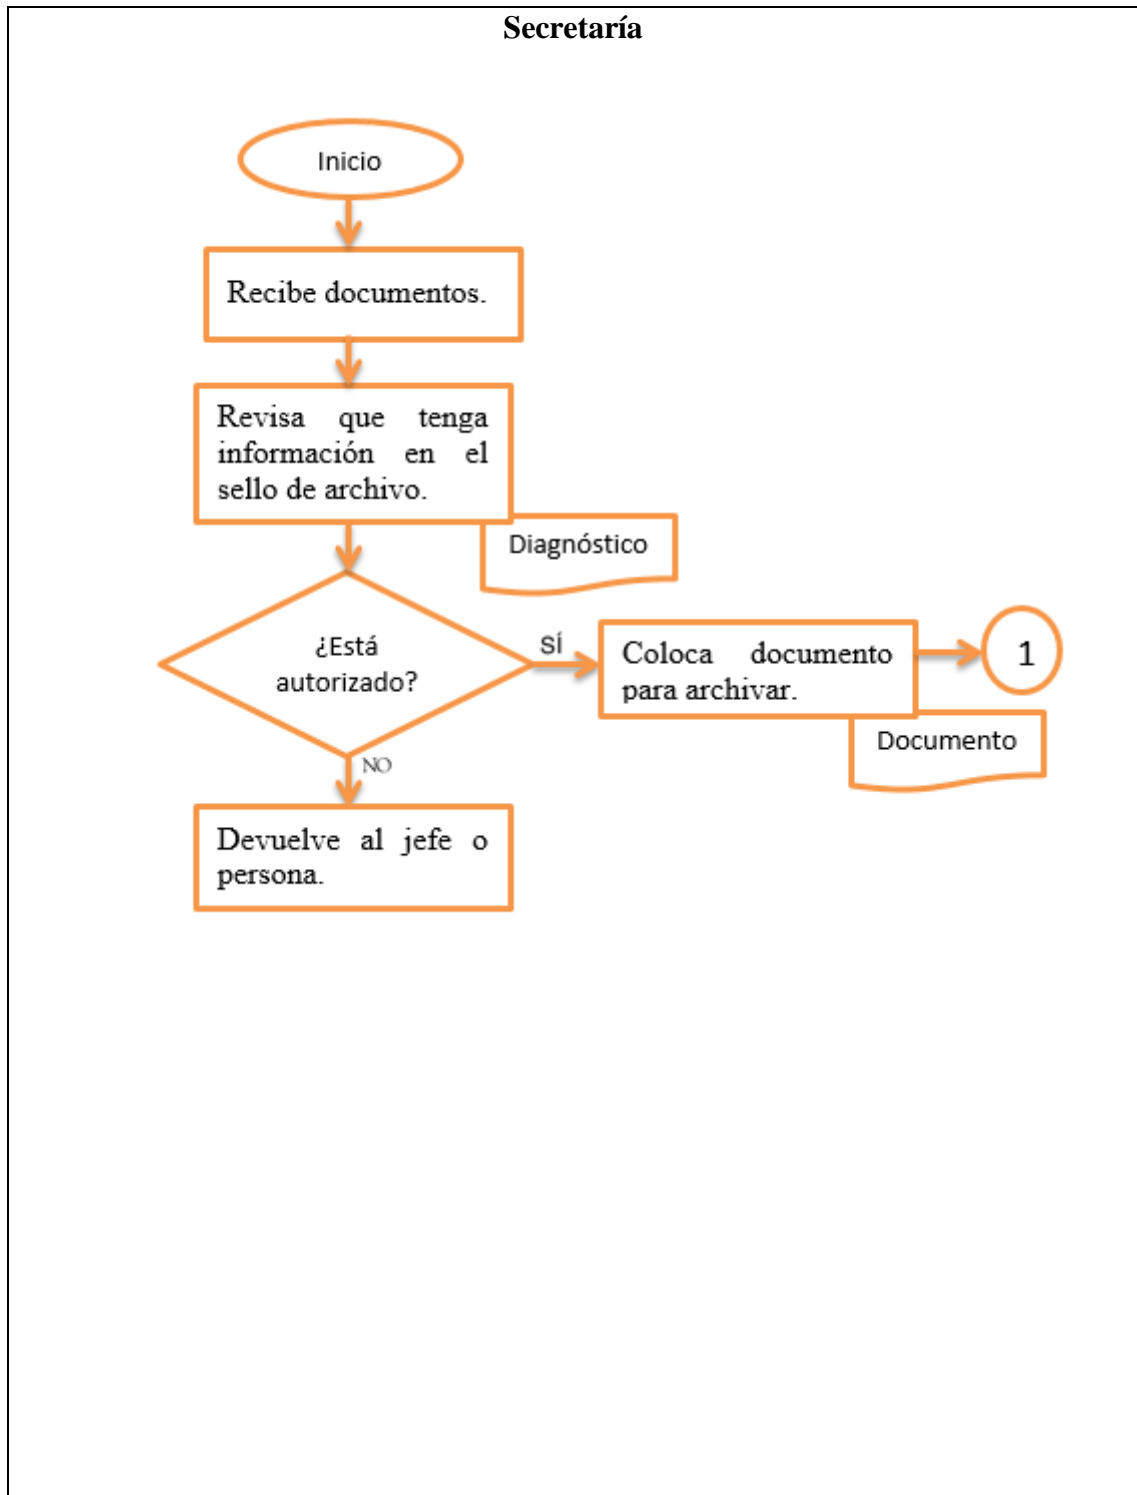 Secretaría
Inicio
Recibe documentos.
Revisa que tenga
información en el
sello de archivo.
Diagnóstico
¿Está
autorizado?
SÍ
Coloca documento
para archivar.
1
Documento
NO
Devuelve al jefe o
persona.